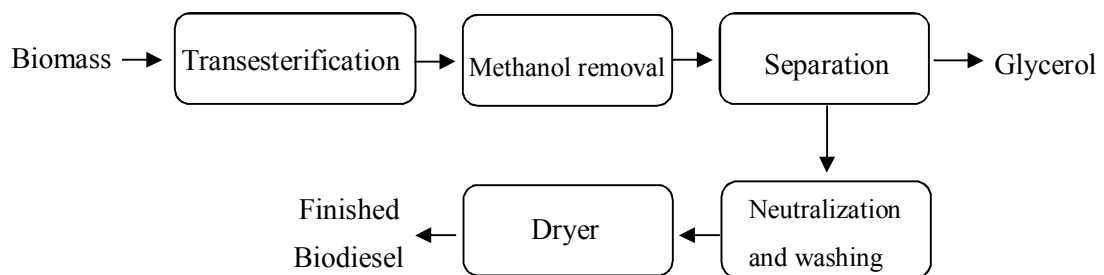 Biomass
Transesterification
Methanol removal
Separation
Glycerol
Neutralization
and washing
Dryer
Finished
Biodiesel